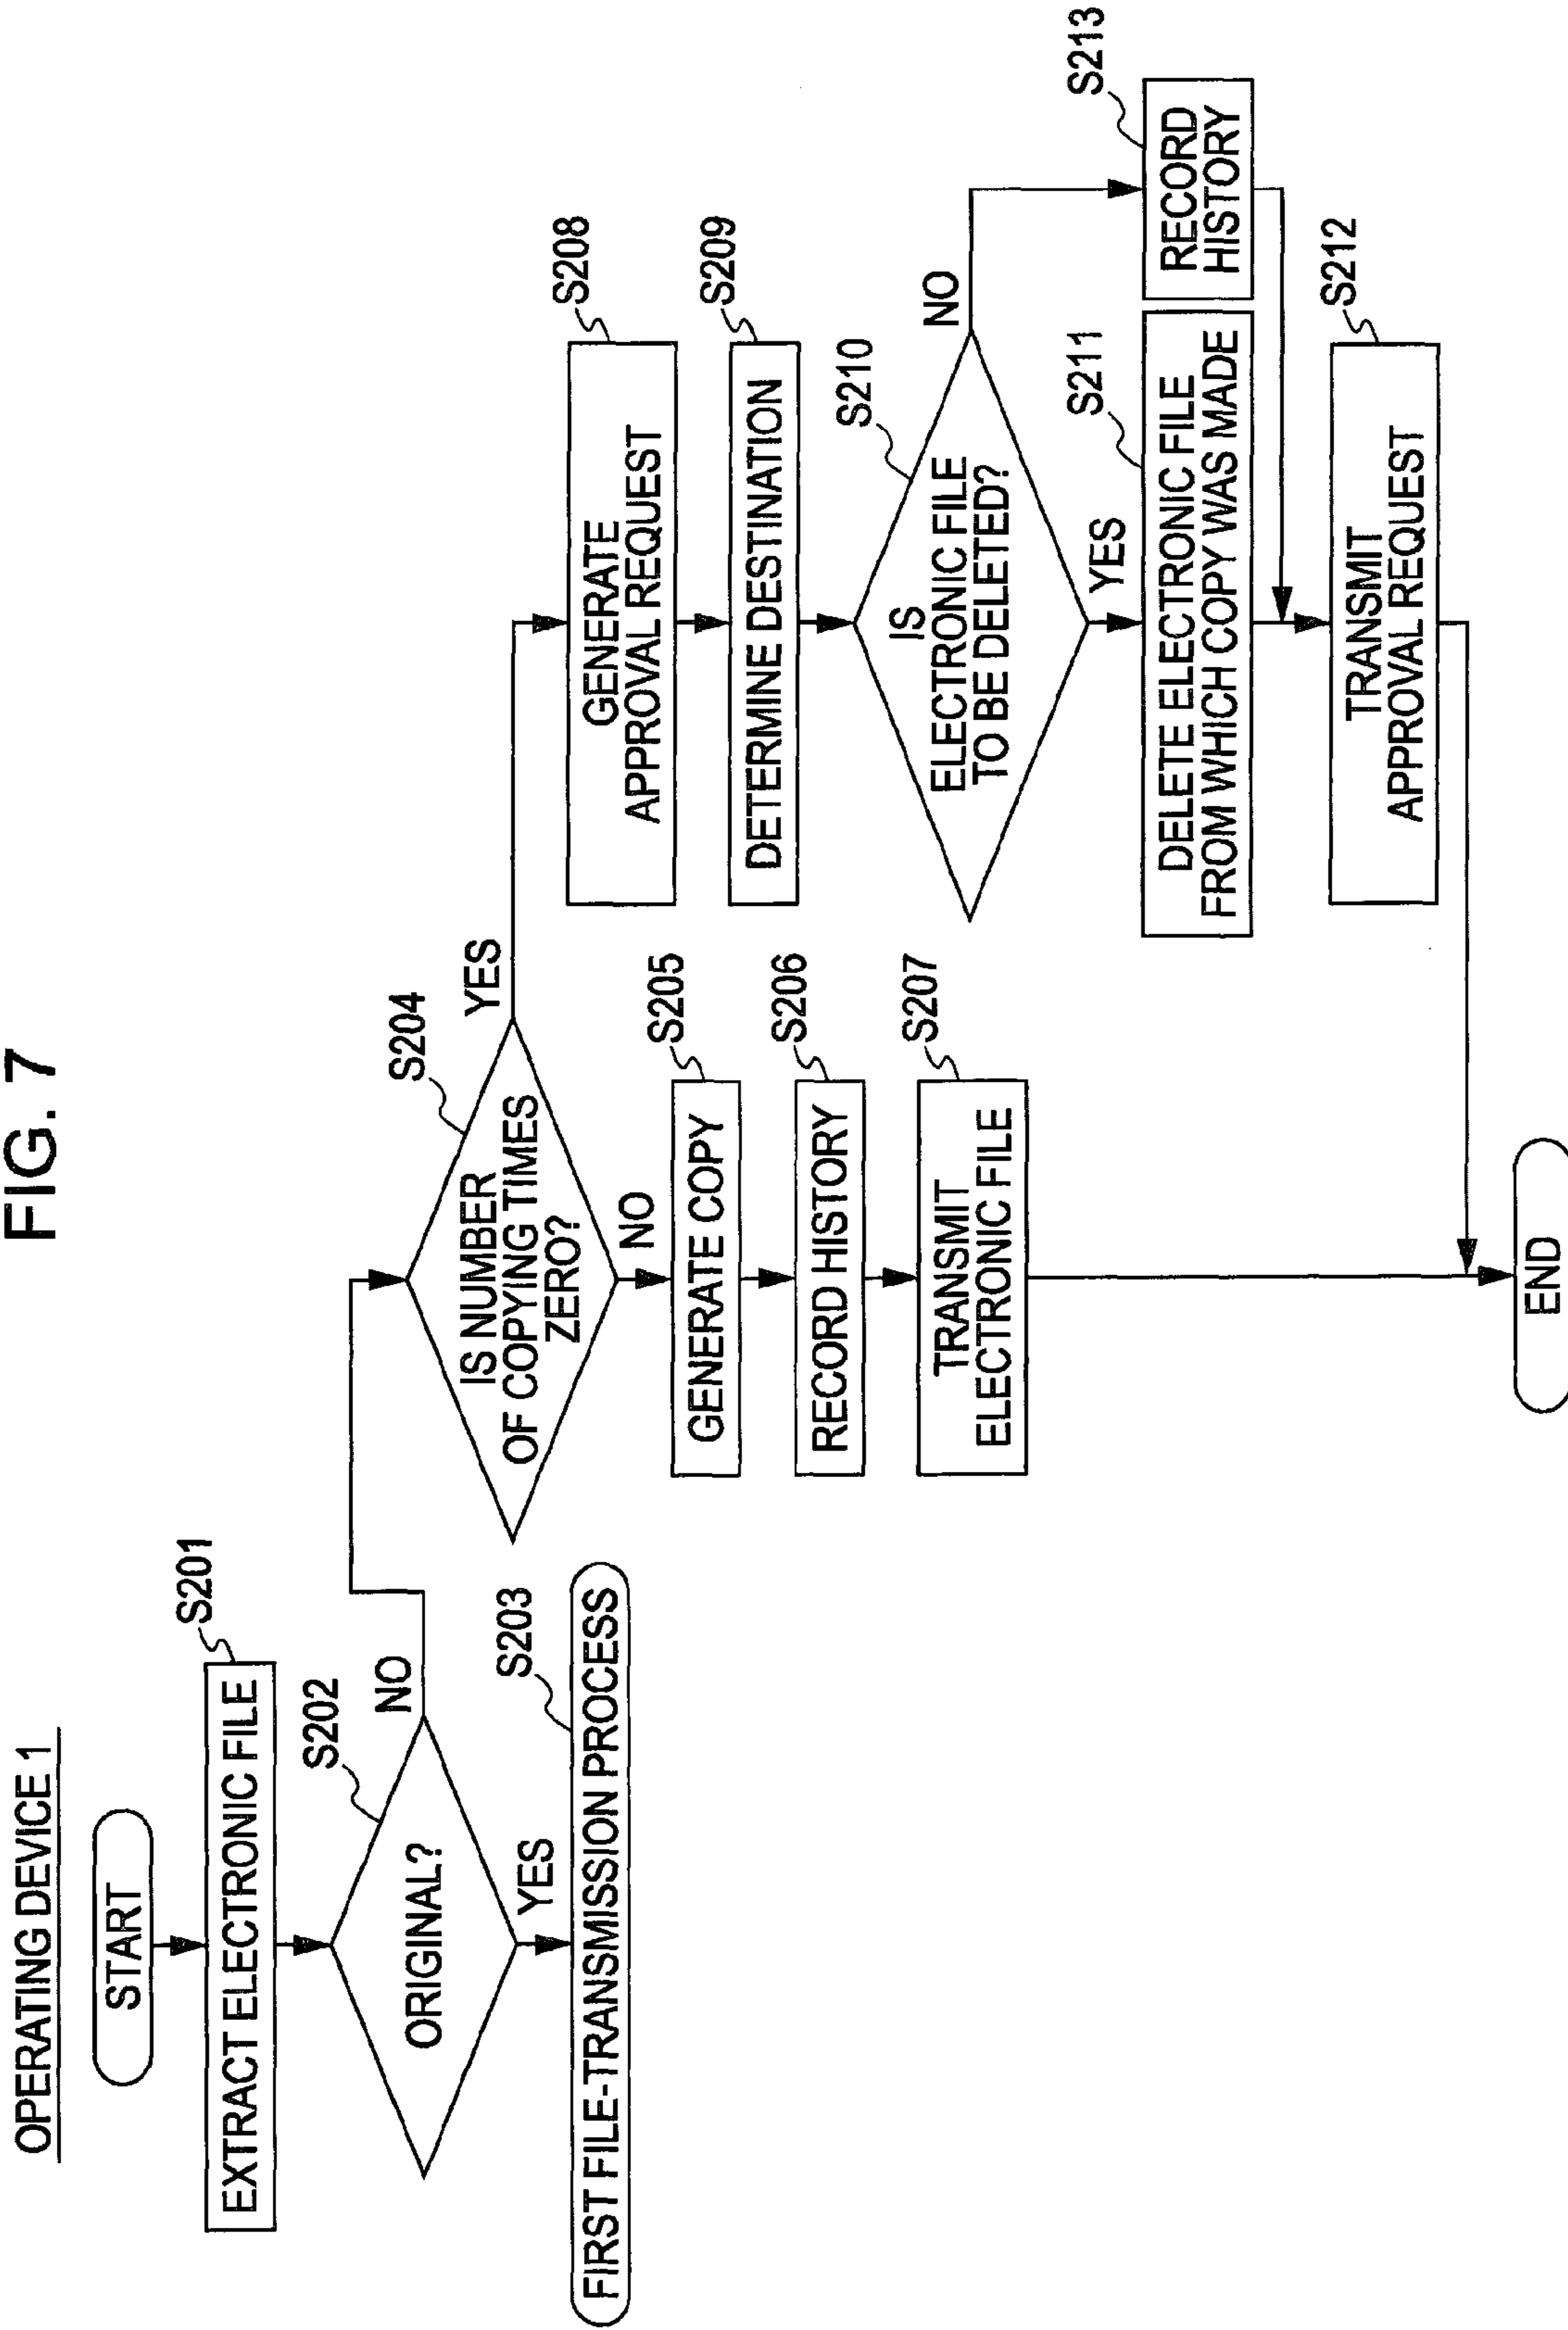 FIG. 7
OPERATING DEVICE 1
START
S201
EXTRACT ELECTRONIC FILE
S202
ORIGINAL?
NO
YES
S203
FIRST FILE-TRANSMISSION PROCESS
S204
IS NUMBER
OF COPYING TIMES
ZERO?
YES
NO
S205
GENERATE COPY
S206
RECORD HISTORY
S207
TRANSMIT
ELECTRONIC FILE
S208
GENERATE
APPROVAL REQUEST
S209
DETERMINE DESTINATION
S210
IS
ELECTRONIC FILE
TO BE DELETED?
NO
YES
S211
DELETE ELECTRONIC FILE
FROM WHICH COPY WAS MADE
S213
RECORD
HISTORY
S212
TRANSMIT
APPROVAL REQUEST
END